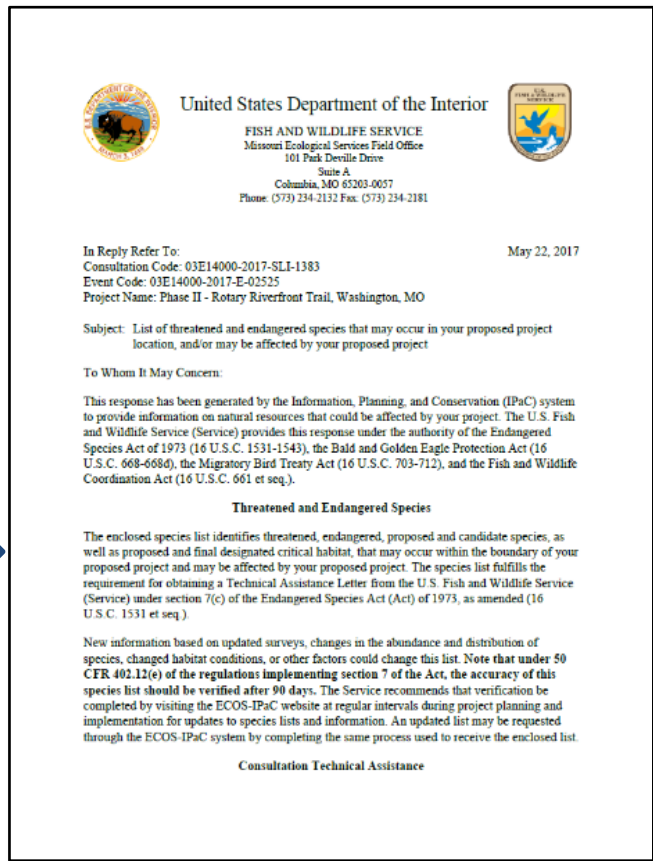 United States Department of the Interior
FISH AND WILDLIFE SERVICE
Missouri Ecological Services Field Office
101 Park Deville Drive
Suite A
Columbia, MO 65203-0057
Phone: (573) 234-2132 Fax: (573) 234-2181
In Reply Refer To: May 22, 2017
Consultation Code: 03E14000-2017-SLI-1383
Event Code: 03E14000-2017-E-02525
Project Name: Phase II - Rotary Riverfront Trail, Washington, MO
Subject: List of threatened and endangered species that may occur in your proposed project
location, and/or may be affected by your proposed project
To Whom It May Concern:
This response has been generated by the Information, Planning, and Conservation (IPaC) system
to provide information on natural resources that could be affected by your project. The U.S. Fish
and Wildlife Service (Service) provides this response under the authority of the Endangered
Species Act of 1973 (16 U.S.C. 1531-1543), the Bald and Golden Eagle Protection Act (16
U.S.C. 668-668d), the Migratory Bird Treaty Act (16 U.S.C. 703-712), and the Fish and Wildlife
Coordination Act (16 U.S.C. 661 et seq.).
Threatened and Endangered Species
The enclosed species list identifies threatened, endangered, proposed and candidate species, as
well as proposed and final designated critical habitat, that may occur within the boundary of your
proposed project and may be affected by your proposed project. The species list fulfills the
requirement for obtaining a Technical Assistance Letter from the U.S. Fish and Wildlife Service
(Service) under section 7(c) of the Endangered Species Act (Act) of 1973, as amended (16
U.S.C. 1531 et seq.).
New information based on updated surveys, changes in the abundance and distribution of
species, changed habitat conditions, or other factors could change this list. Note that under 50
CFR 402.12(e) of the regulations implementing section 7 of the Act, the accuracy of this
species list should be verified after 90 days. The Service recommends that verification be
completed by visiting the ECOS-IPaC website at regular intervals during project planning and
implementation for updates to species lists and information. An updated list may be requested
through the ECOS-IPaC system by completing the same process used to receive the enclosed list.
Consultation Technical Assistance